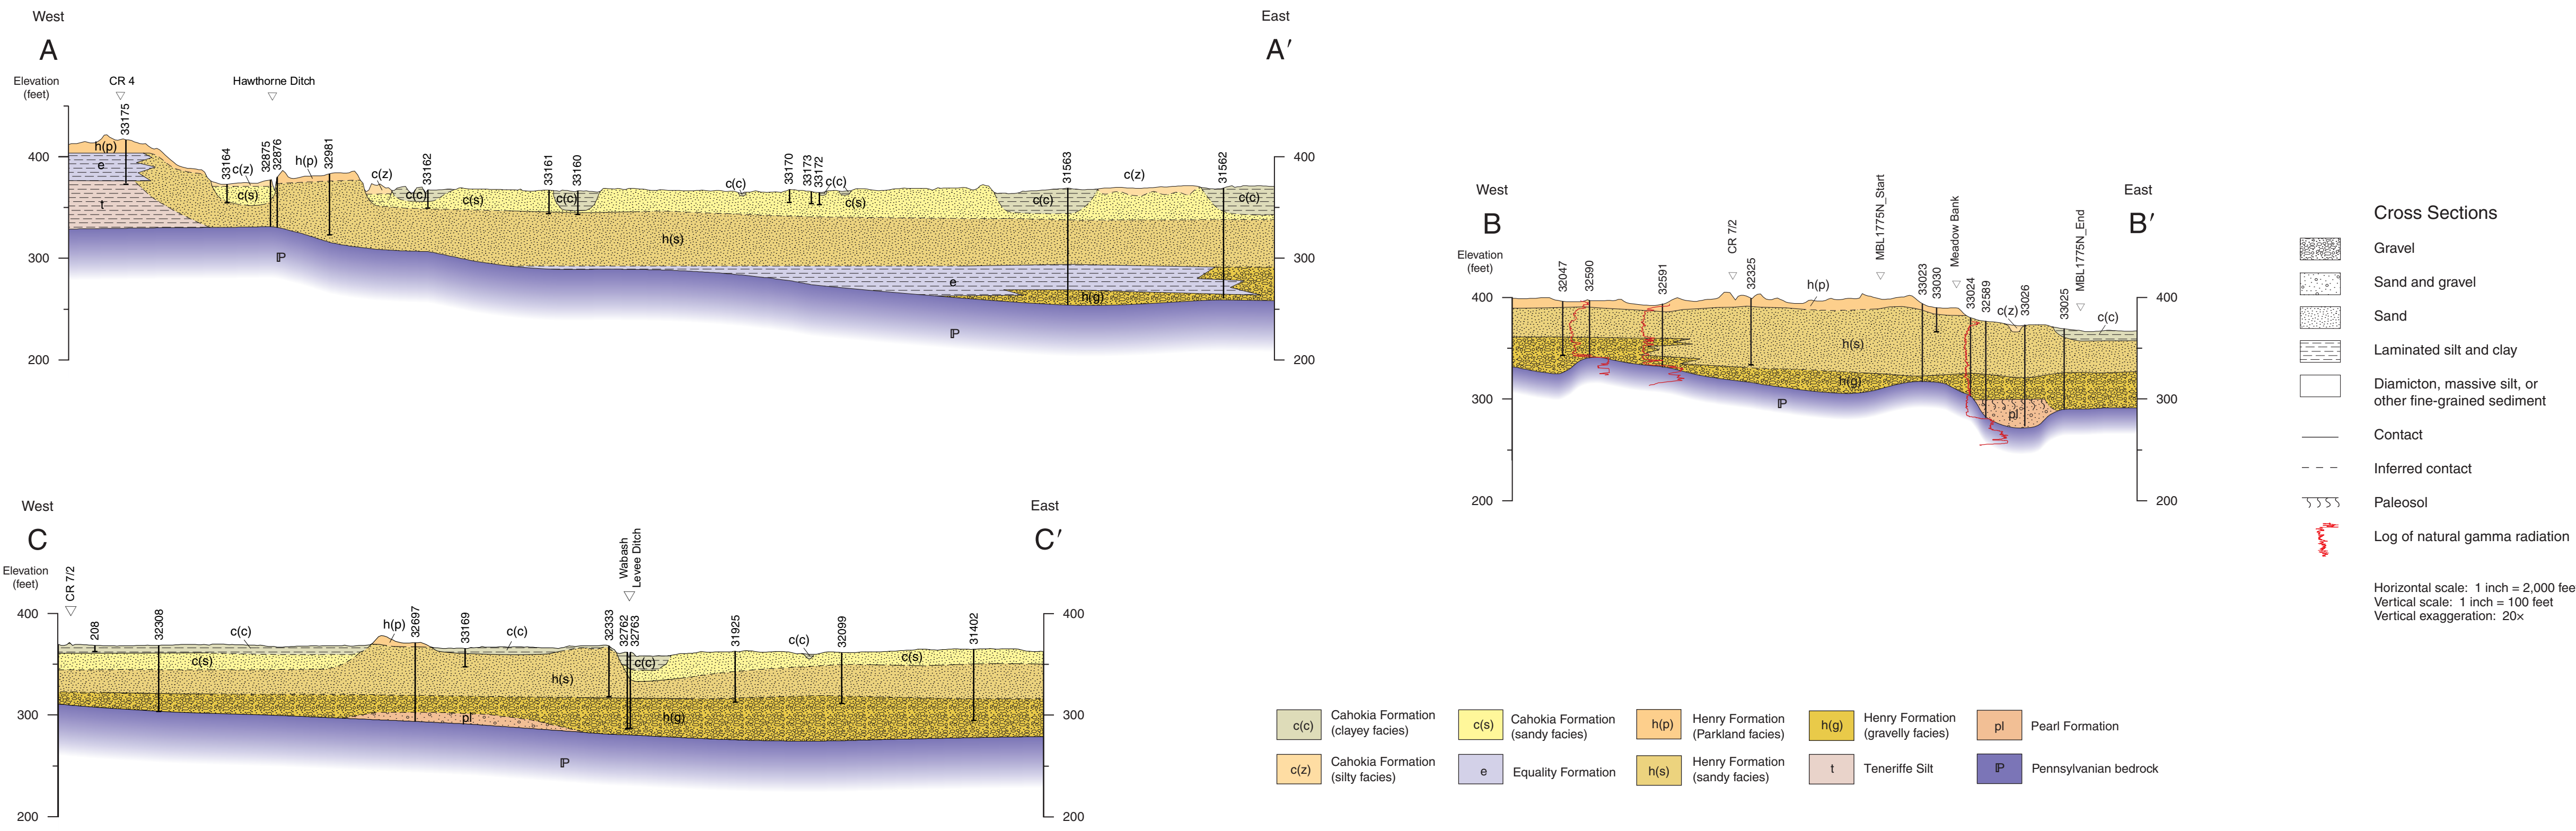 West
East
A
A′
Elevation
(feet)
CR 4
Hawthorne Ditch
33175
33164
32875
32876
32981
33162
33161
33160
33170
33173
33172
31563
31562
400
300
200
400
300
200
h(p)
e
t
c(z)
c(s)
h(p)
c(z)
c(c)
c(s)
c(c)
c(c)
c(c)
c(s)
c(c)
c(z)
c(c)
h(s)
e
h(g)
ℙ
ℙ
West
East
B
B′
Elevation
(feet)
CR 7/2
MBL1775N_Start
Meadow Bank
MBL1775N_End
32047
32590
32591
32325
33023
33030
33024
32589
33026
33025
400
300
200
400
300
200
h(p)
c(z)
c(c)
h(s)
h(g)
pl
ℙ
West
East
C
C′
Elevation
(feet)
CR 7/2
Wabash
Levee Ditch
208
32308
32697
33169
32333
32762
32763
31925
32099
31402
400
300
200
400
300
200
c(c)
c(s)
h(p)
c(c)
c(c)
c(c)
c(s)
h(s)
pl
h(g)
ℙ
Cross Sections
Gravel
Sand and gravel
Sand
Laminated silt and clay
Diamicton, massive silt, or
other fine-grained sediment
Contact
Inferred contact
Paleosol
Log of natural gamma radiation
Horizontal scale:  1 inch = 2,000 fee
Vertical scale:  1 inch = 100 feet
Vertical exaggeration:  20×
c(c)
Cahokia Formation
(clayey facies)
c(s)
Cahokia Formation
(sandy facies)
h(p)
Henry Formation
(Parkland facies)
h(g)
Henry Formation
(gravelly facies)
pl
Pearl Formation
c(z)
Cahokia Formation
(silty facies)
e
Equality Formation
h(s)
Henry Formation
(sandy facies)
t
Teneriffe Silt
ℙ
Pennsylvanian bedrock